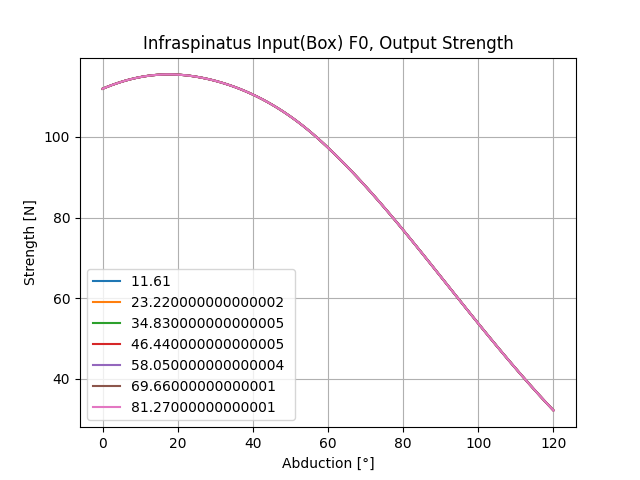 Infraspinatus Input(Box) F0, Output Strength
Strength [N]
100
80
60
40
11.61
23.220000000000002
34.830000000000005
46.440000000000005
58.050000000000004
69.66000000000001
81.27000000000001
0 20 40 60 80 100 120
Abduction [°]